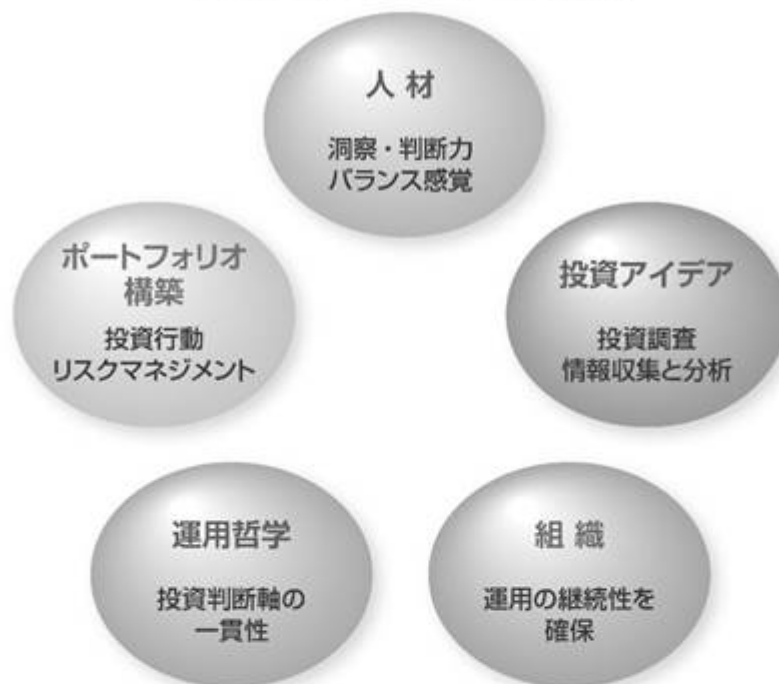 人 材
洞察・判断力
バランス感覚
ポートフォリオ
構築
投資行動
リスクマネジメント
投資アイデア
投資調査
情報収集と分析
運用哲学
投資判断軸の
一貫性
組 織
運用の継続性を
確保